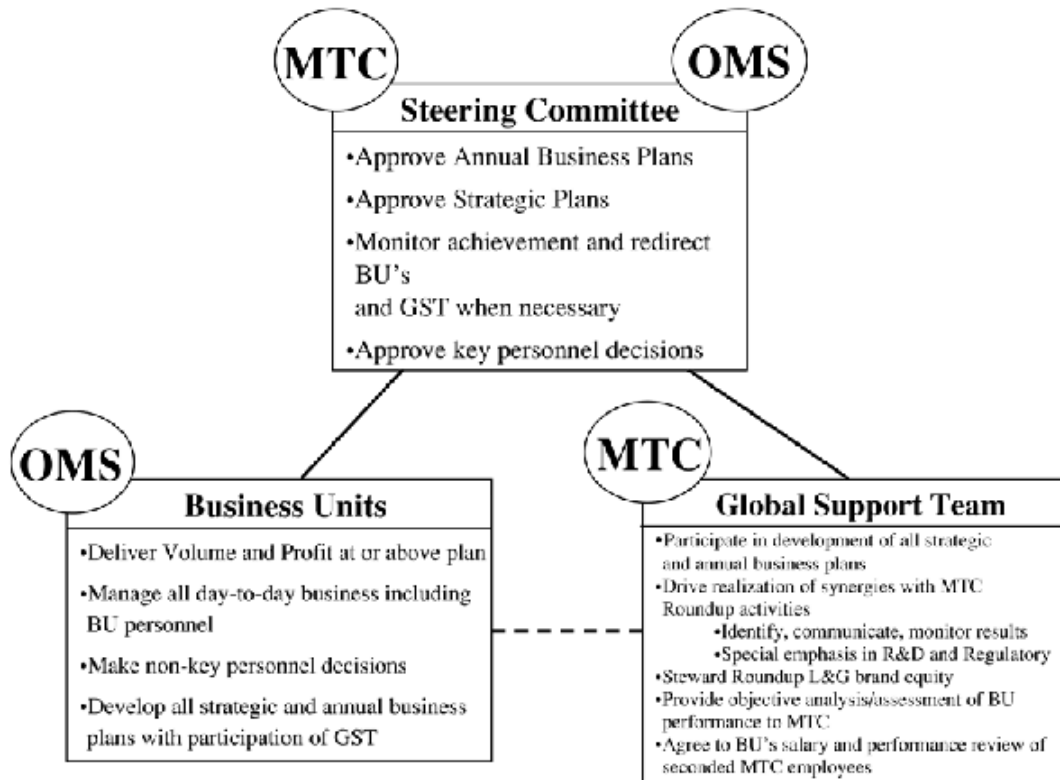 MTC
OMS
Steering Committee
•Approve Annual Business Plans
•Approve Strategic Plans
•Monitor achievement and redirect
BU's
and GST when necessary
•Approve key personnel decisions
OMS
Business Units
•Deliver Volume and Profit at or above plan
•Manage all day-to-day business including
BU personnel
•Make non-key personnel decisions
•Develop all strategic and annual business
plans with participation of GST
MTC
Global Support Team
•Participate in development of all strategic
and annual business plans
•Drive realization of synergies with MTC
Roundup activities
•Identify, communicate, monitor results
•Special emphasis in R&D and Regulatory
•Steward Roundup L&G brand equity
•Provide objective analysis/assessment of BU
performance to MTC
•Agree to BU's salary and performance review of
seconded MTC employees